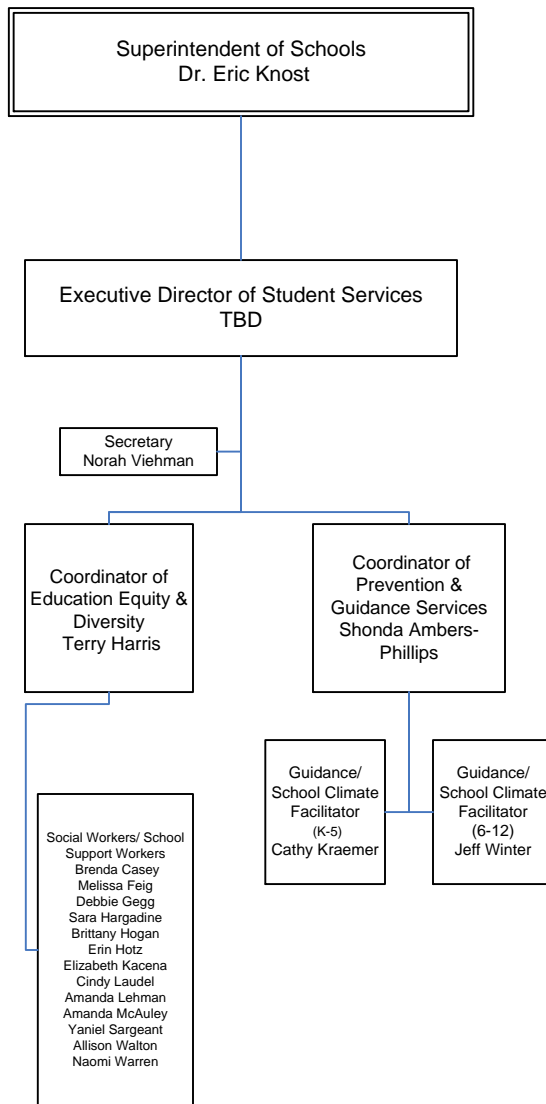 Superintendent of Schools
Dr. Eric Knost
Executive Director of Student Services
TBD
Secretary
Norah Viehman
Coordinator of
Education Equity &
Diversity
Terry Harris
Coordinator of
Prevention &
Guidance Services
Shonda Ambers-
Phillips
Guidance/
School Climate
Facilitator
(K-5)
Cathy Kraemer
Guidance/
School Climate
Facilitator
(6-12)
Jeff Winter
Social Workers/ School
Support Workers
Brenda Casey
Melissa Feig
Debbie Gegg
Sara Hargadine
Brittany Hogan
Erin Hotz
Elizabeth Kacena
Cindy Laudel
Amanda Lehman
Amanda McAuley
Yaniel Sargeant
Allison Walton
Naomi Warren